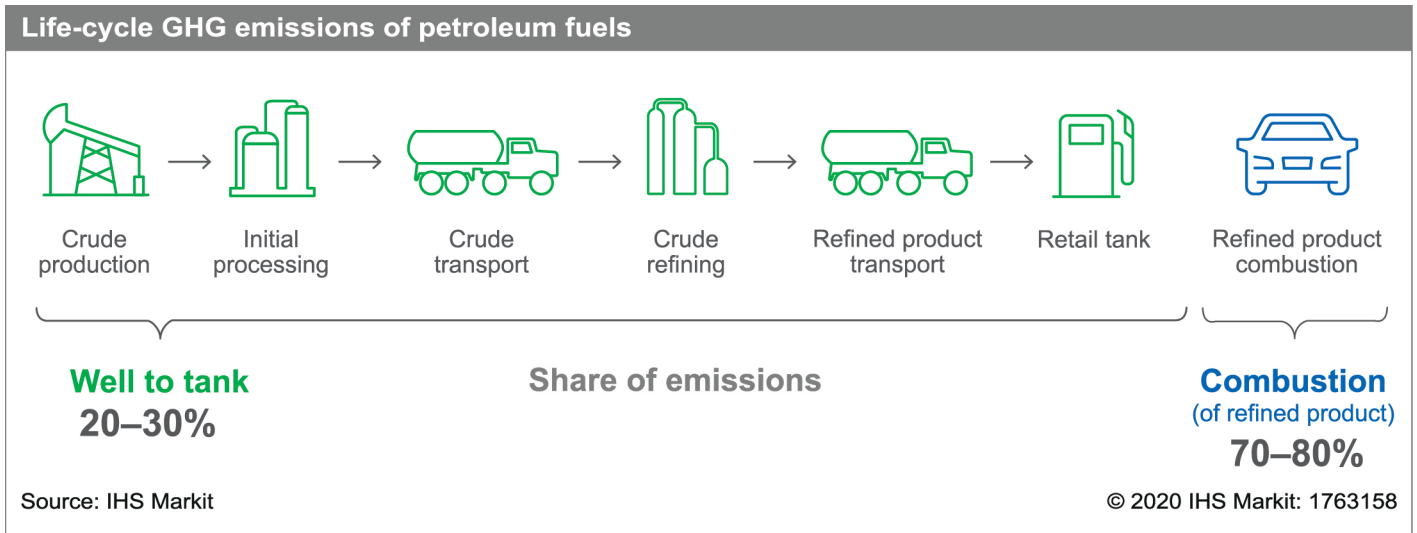 Life-cycle GHG emissions of petroleum fuels
Crude
production
Initial
processing
Crude
transport
Crude
refining
Refined product
transport
Retail tank
Refined product
combustion
Well to tank
20–30%
Share of emissions
Combustion
(of refined product)
70–80%
Source: IHS Markit
© 2020 IHS Markit: 1763158